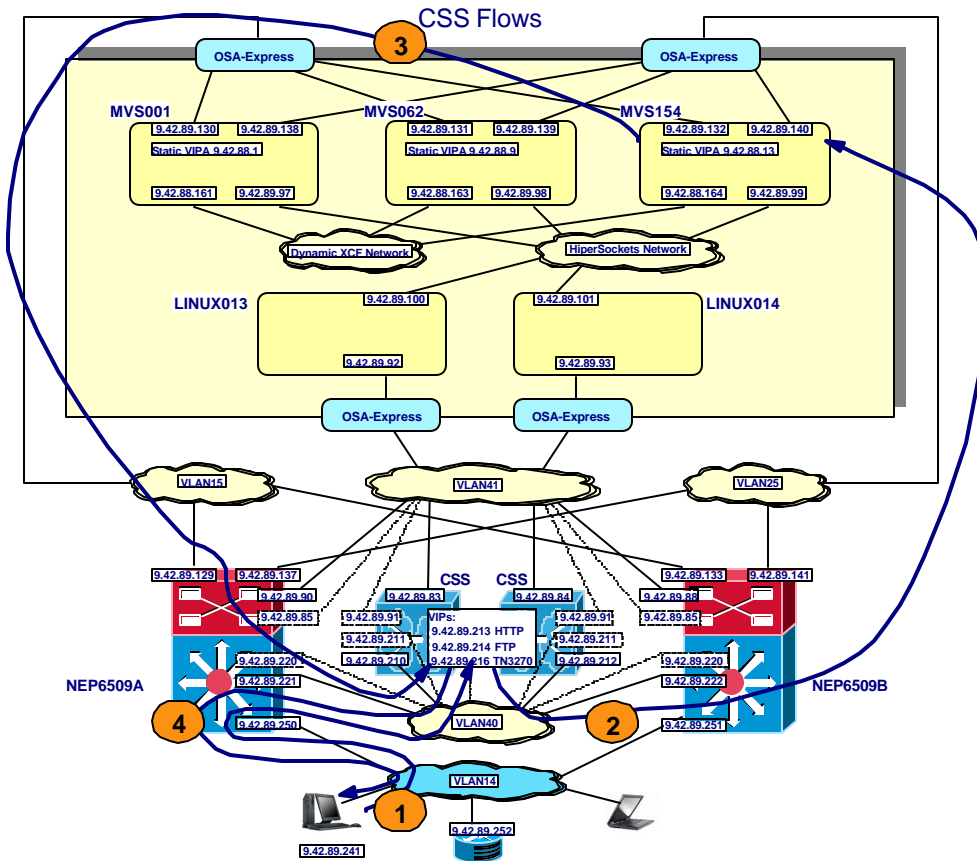 CSS Flows
3
OSA-Express
OSA-Express
MVS001
MVS062
MVS154
9.42.89.130
9.42.89.138
9.42.89.131
9.42.89.139
9.42.89.132
9.42.89.140
Static VIPA 9.42.88.1
Static VIPA 9.42.88.9
Static VIPA 9.42.88.13
9.42.88.161
9.42.89.97
9.42.88.163
9.42.89.98
9.42.88.164
9.42.89.99
Dynamic XCF Network
HiperSockets Network
LINUX013
9.42.89.100
9.42.89.101
LINUX014
9.42.89.92
9.42.89.93
OSA-Express
OSA-Express
VLAN15
VLAN41
VLAN25
9.42.89.129
9.42.89.137
CSS
CSS
9.42.89.133
9.42.89.141
9.42.89.90
9.42.89.83
9.42.89.84
9.42.89.88
9.42.89.85
9.42.89.91
VIPs:
9.42.89.91
9.42.89.85
9.42.89.213 HTTP
9.42.89.211
9.42.89.214 FTP
9.42.89.211
9.42.89.220
9.42.89.210
9.42.89.216 TN3270
9.42.89.212
9.42.89.220
NEP6509A
9.42.89.221
9.42.89.222
NEP6509B
4
9.42.89.250
VLAN40
2
9.42.89.251
VLAN14
1
9.42.89.252
9.42.89.241